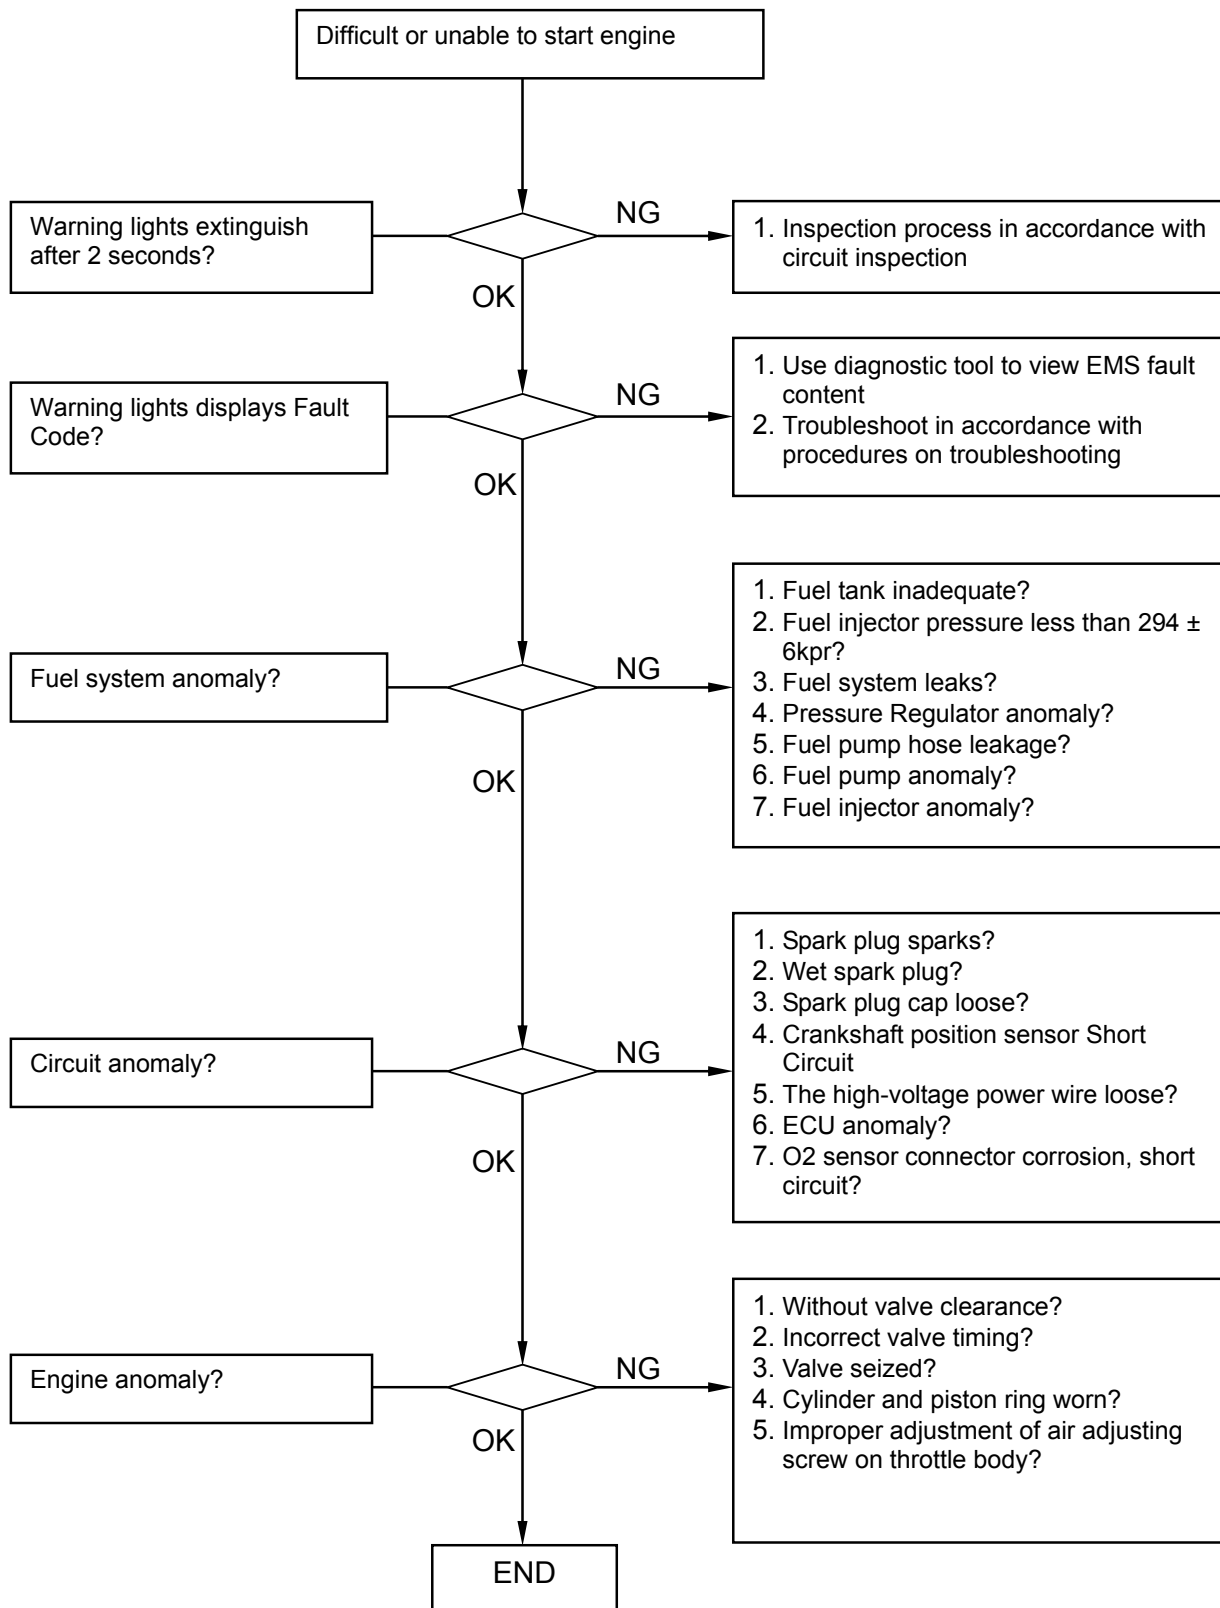 Difficult or unable to start engine
Warning lights extinguish
after 2 seconds?
NG
1. Inspection process in accordance with
circuit inspection
OK
Warning lights displays Fault
Code?
NG
1. Use diagnostic tool to view EMS fault
content
2. Troubleshoot in accordance with
procedures on troubleshooting
OK
Fuel system anomaly?
NG
1. Fuel tank inadequate?
2. Fuel injector pressure less than 294 ±
6kpr?
3. Fuel system leaks?
4. Pressure Regulator anomaly?
5. Fuel pump hose leakage?
6. Fuel pump anomaly?
7. Fuel injector anomaly?
OK
Circuit anomaly?
NG
1. Spark plug sparks?
2. Wet spark plug?
3. Spark plug cap loose?
4. Crankshaft position sensor Short
Circuit
5. The high-voltage power wire loose?
6. ECU anomaly?
7. O2 sensor connector corrosion, short
circuit?
OK
Engine anomaly?
NG
1. Without valve clearance?
2. Incorrect valve timing?
3. Valve seized?
4. Cylinder and piston ring worn?
5. Improper adjustment of air adjusting
screw on throttle body?
OK
END